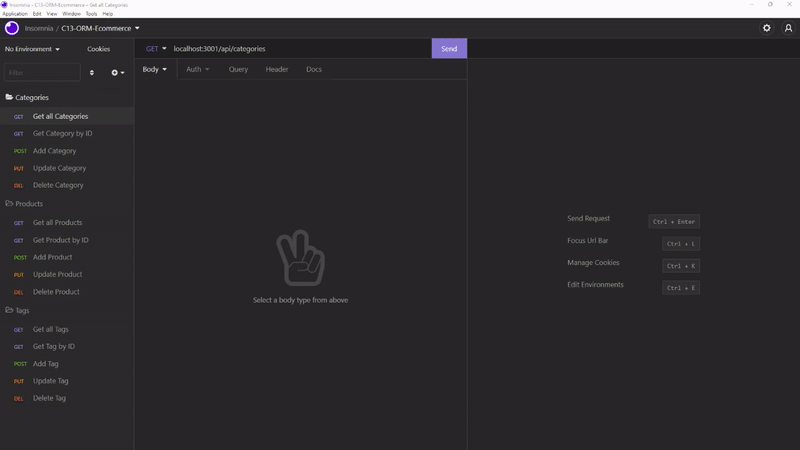 Insomnia - C13-ORM-Ecommerce – Get all Categories
Application Edit View Window Tools Help
Insomnia / C13-ORM-Ecommerce
No Environment Cookies
GET localhost:3001/api/categories Send
Filter
Body Auth Query Header Docs
Categories
GET Get all Categories
GET Get Category by ID
POST Add Category
PUT Update Category
DEL Delete Category
Products
GET Get all Products
GET Get Product by ID
POST Add Product
PUT Update Product
DEL Delete Product
Tags
GET Get all Tags
GET Get Tag by ID
POST Add Tag
PUT Update Tag
DEL Delete Tag
Select a body type from above
Send Request Ctrl + Enter
Focus Url Bar Ctrl + L
Manage Cookies Ctrl + K
Edit Environments Ctrl + E